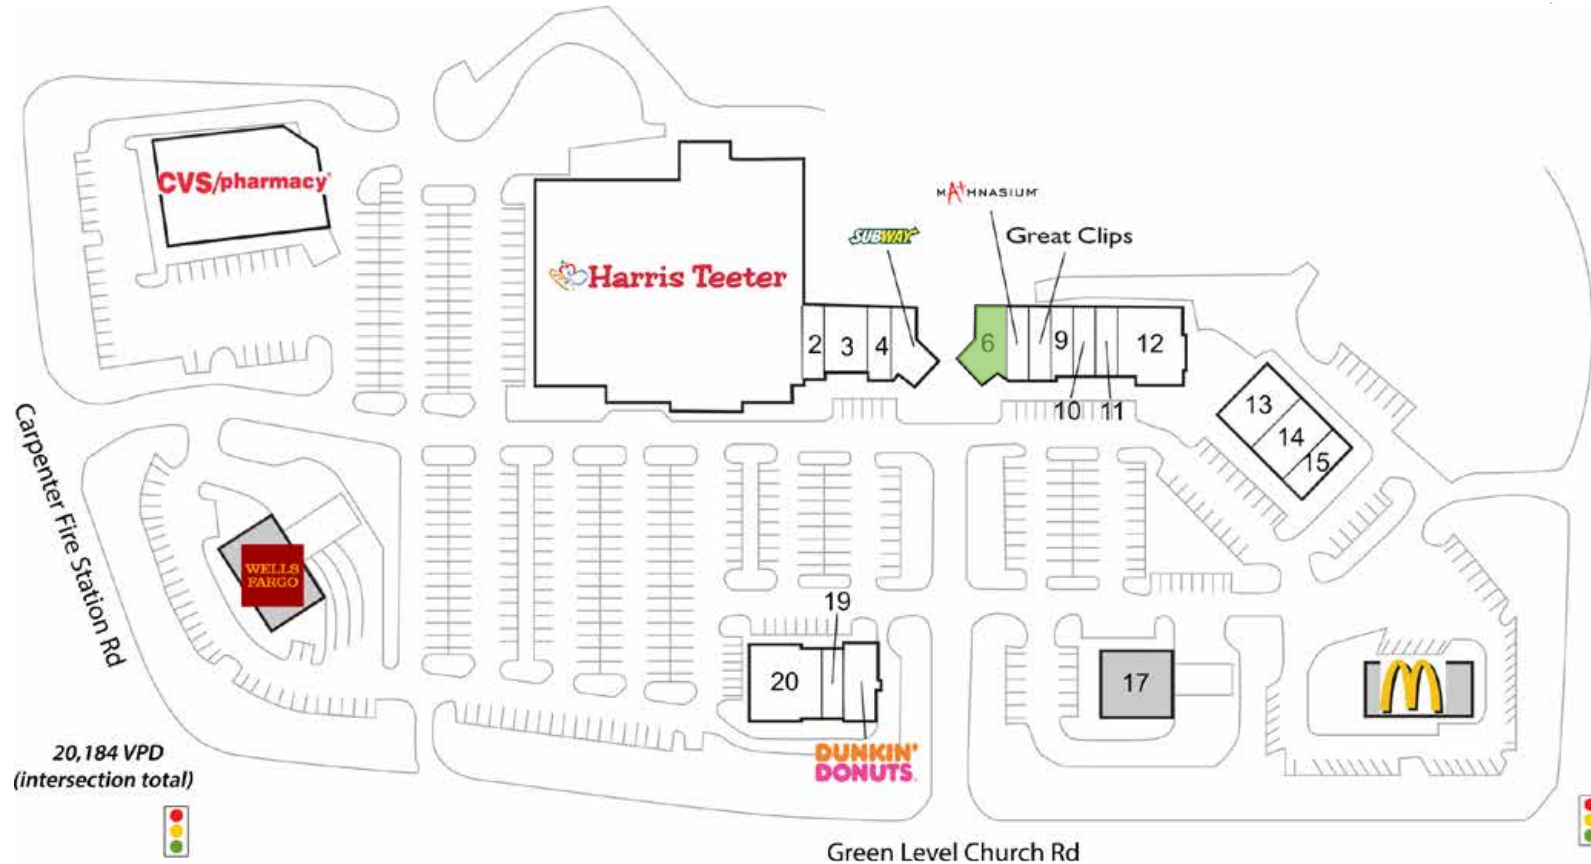 CVS/pharmacy
MATHNASIUM
SUBWAY
Great Clips
Harris Teeter
2
3
4
6
9
12
10
11
13
14
15
Carpenter Fire Station Rd
WELLS
FARGO
19
20
17
DUNKIN'
DONUTS
20,184 VPD
(intersection total)
Green Level Church Rd